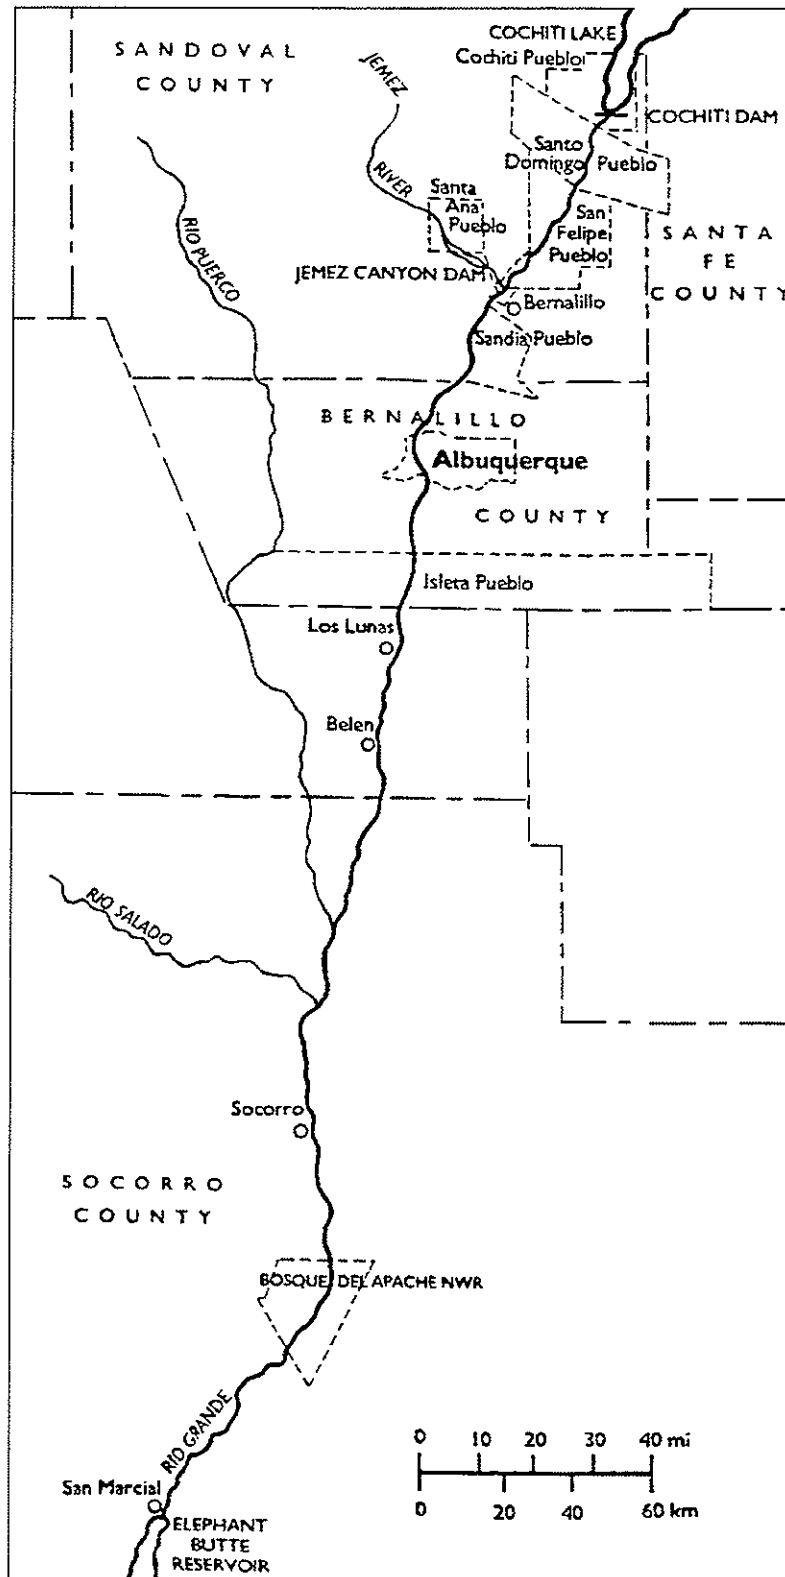 SANDOVAL
COUNTY
JEMEZ
RIVER
COCHITI LAKE
Cochiti Pueblo
COCHITI DAM
Santo
Domingo Pueblo
Santa
Ana
Pueblo
San
Felipe
Pueblo
SANTA
FE
COUNTY
RIO PUERCO
JEMEZ CANYON DAM
Bernalillo
Sandia Pueblo
BERNALILLO
Albuquerque
COUNTY
Isleta Pueblo
Los Lunas
Belen
RIO SALADO
Socorro
SOCORRO
COUNTY
BOSQUE DEL APACHE NWR
RIO GRANDE
0 10 20 30 40 mi
0 20 40 60 km
San Marcial
ELEPHANT
BUTTE
RESERVOIR